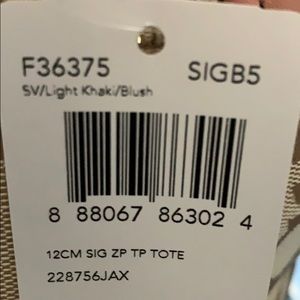 F36375 SIGB5
SV/Light Khaki/Blush
8 88067 86302 4
12CM SIG ZP TP TOTE
228756JAX